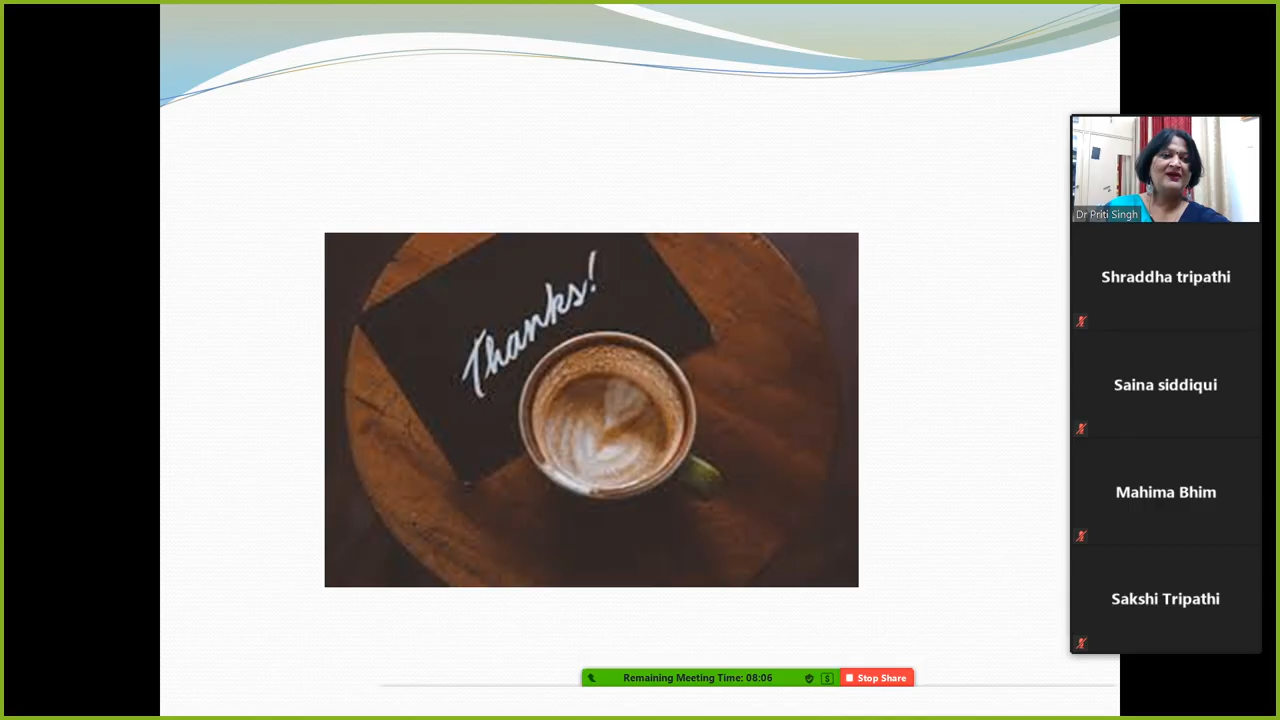 Thanks!
Dr Priti Singh
Shraddha tripathi
Saina siddiqui
Mahima Bhim
Sakshi Tripathi
Remaining Meeting Time: 08:06
Stop Share